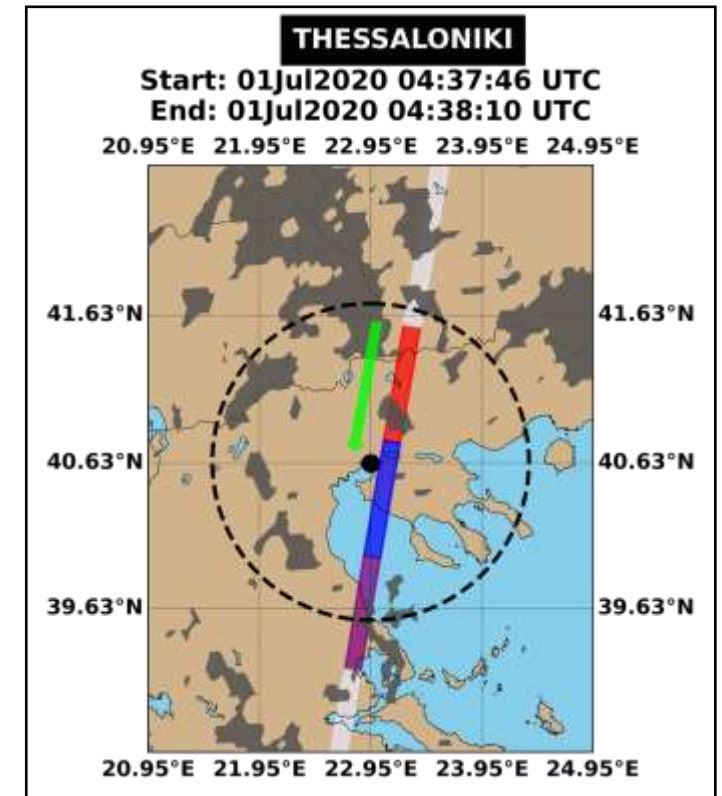 THESSALONIKI
Start: 01Jul2020 04:37:46 UTC
End: 01Jul2020 04:38:10 UTC
20.95°E 21.95°E 22.95°E 23.95°E 24.95°E
41.63°N 41.63°N
40.63°N 40.63°N
39.63°N 39.63°N
20.95°E 21.95°E 22.95°E 23.95°E 24.95°E